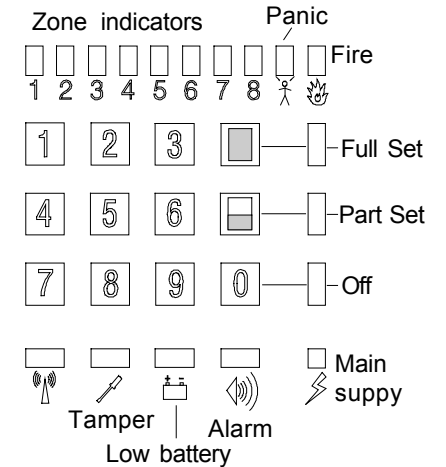 Zone indicators
Panic
Fire
1 2 3 4 5 6 7 8
1 2 3
Full Set
4 5 6
Part Set
7 8 9 0
Off
+ -
Main
suppy
Tamper
Alarm
Low battery